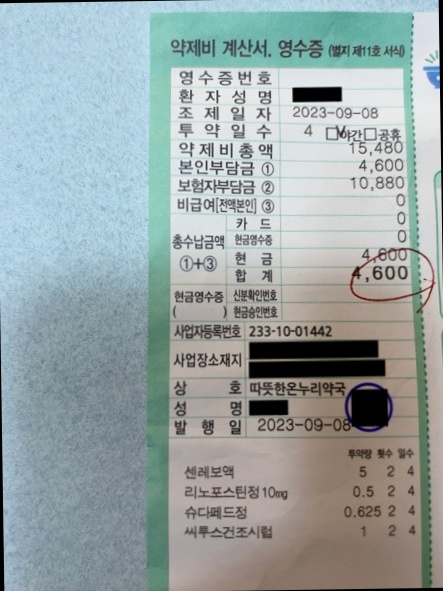 약제비 계산서. 영수증 (별지 제11호 서식)
영수증번호
환자성명
조제일자 2023-09-08
투약일수 4 □V야간□공휴
약제비총액 15,480
본인부담금 ① 4,600
보험자부담금 ② 10,880
비급여[전액본인] ③ 0
총수납금액 ①+③
카드 0
현금영수증 0
현금 4,600
합계 4,600
현금영수증 ( )
신분확인번호
현금승인번호
사업자등록번호 233-10-01442
사업장소재지
상호 따뜻한온누리약국
성명
발행일 2023-09-08
투약량 횟수 일수
센레보액 5 2 4
리노포스틴정10mg 0.5 2 4
슈다페드정 0.625 2 4
씨투스건조시럽 1 2 4